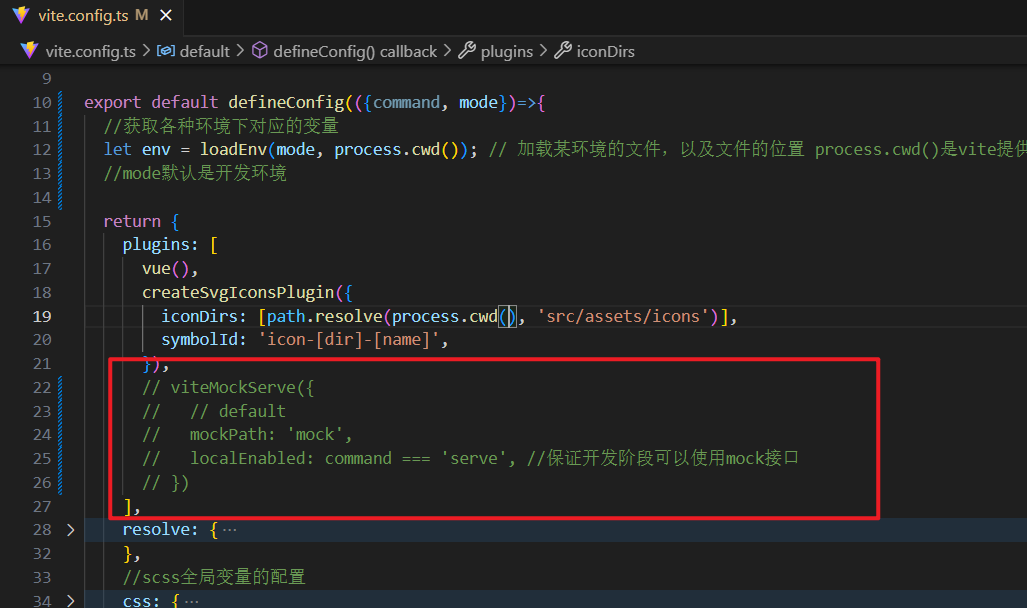 vite.config.ts M
vite.config.ts > default > defineConfig() callback > plugins > iconDirs
9
10 export default defineConfig(({command, mode})=>{
11 //获取各种环境下对应的变量
12 let env = loadEnv(mode, process.cwd()); // 加载某环境的文件，以及文件的位置 process.cwd()是vite提供
13 //mode默认是开发环境
14
15 return {
16 plugins: [
17 vue(),
18 createSvgIconsPlugin({
19 iconDirs: [path.resolve(process.cwd(), 'src/assets/icons')],
20 symbolId: 'icon-[dir]-[name]',
21 }),
22 // viteMockServe({
23 //   // default
24 //   mockPath: 'mock',
25 //   localEnabled: command === 'serve', //保证开发阶段可以使用mock接口
26 // })
27 ],
28 resolve: { ···
32 },
33 //scss全局变量的配置
34 css: { ···